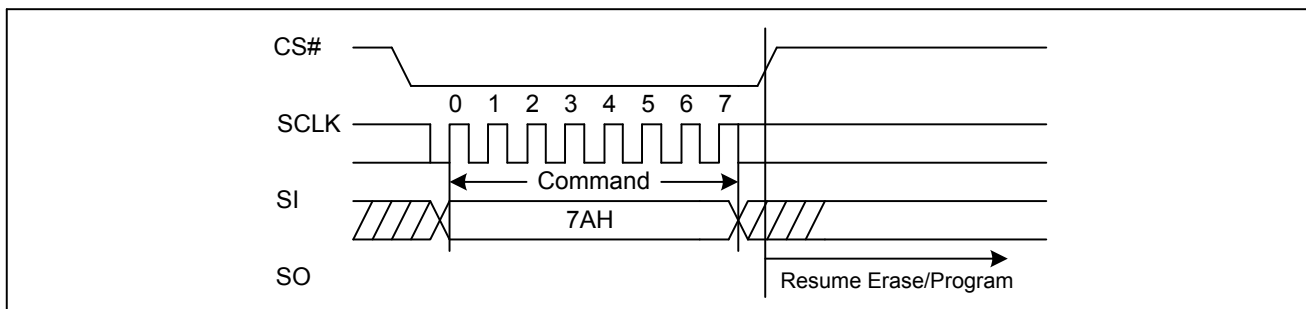 CS#
0 1 2 3 4 5 6 7
SCLK
Command
SI
7AH
SO
Resume Erase/Program